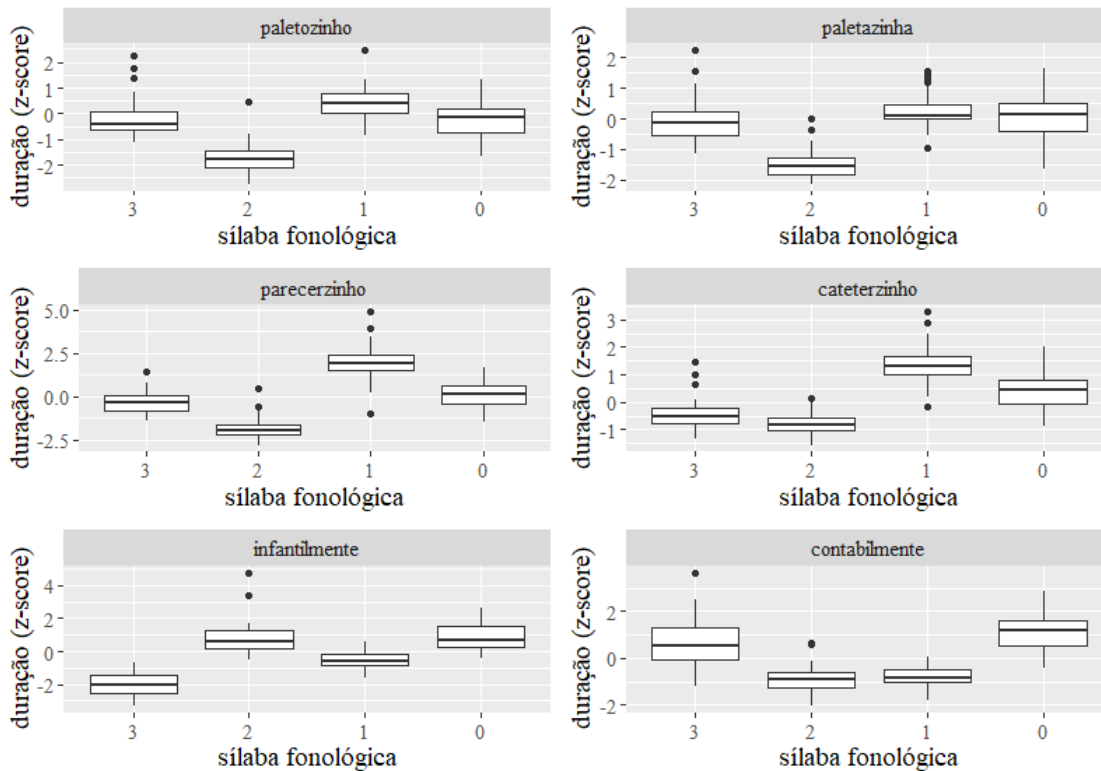 paletozinho
duração (z-score)
2
1
0
-1
-2
3 2 1 0
sílaba fonológica
paletazinha
duração (z-score)
2
1
0
-1
-2
3 2 1 0
sílaba fonológica
parecerzinho
duração (z-score)
5.0
2.5
0.0
-2.5
3 2 1 0
sílaba fonológica
cateterzinho
duração (z-score)
3
2
1
0
-1
3 2 1 0
sílaba fonológica
infantilmente
duração (z-score)
4
2
0
-2
3 2 1 0
sílaba fonológica
contabilmente
duração (z-score)
2
0
-2
3 2 1 0
sílaba fonológica